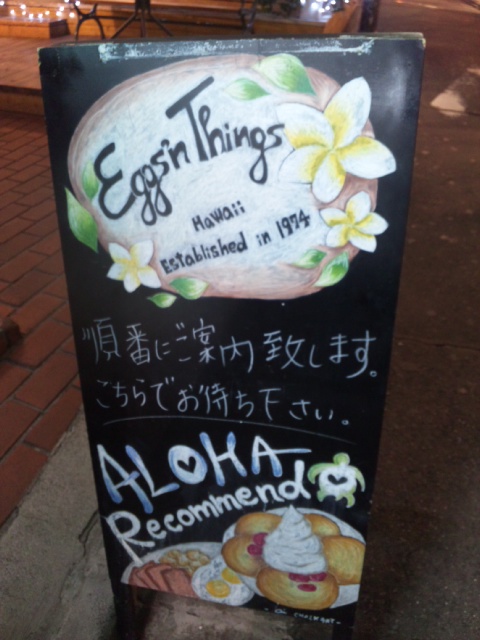 Eggs'n Things
Hawaii
Established in 1974
順番にご案内致します。
こちらでお待ち下さい。
ALOHA
Recommend